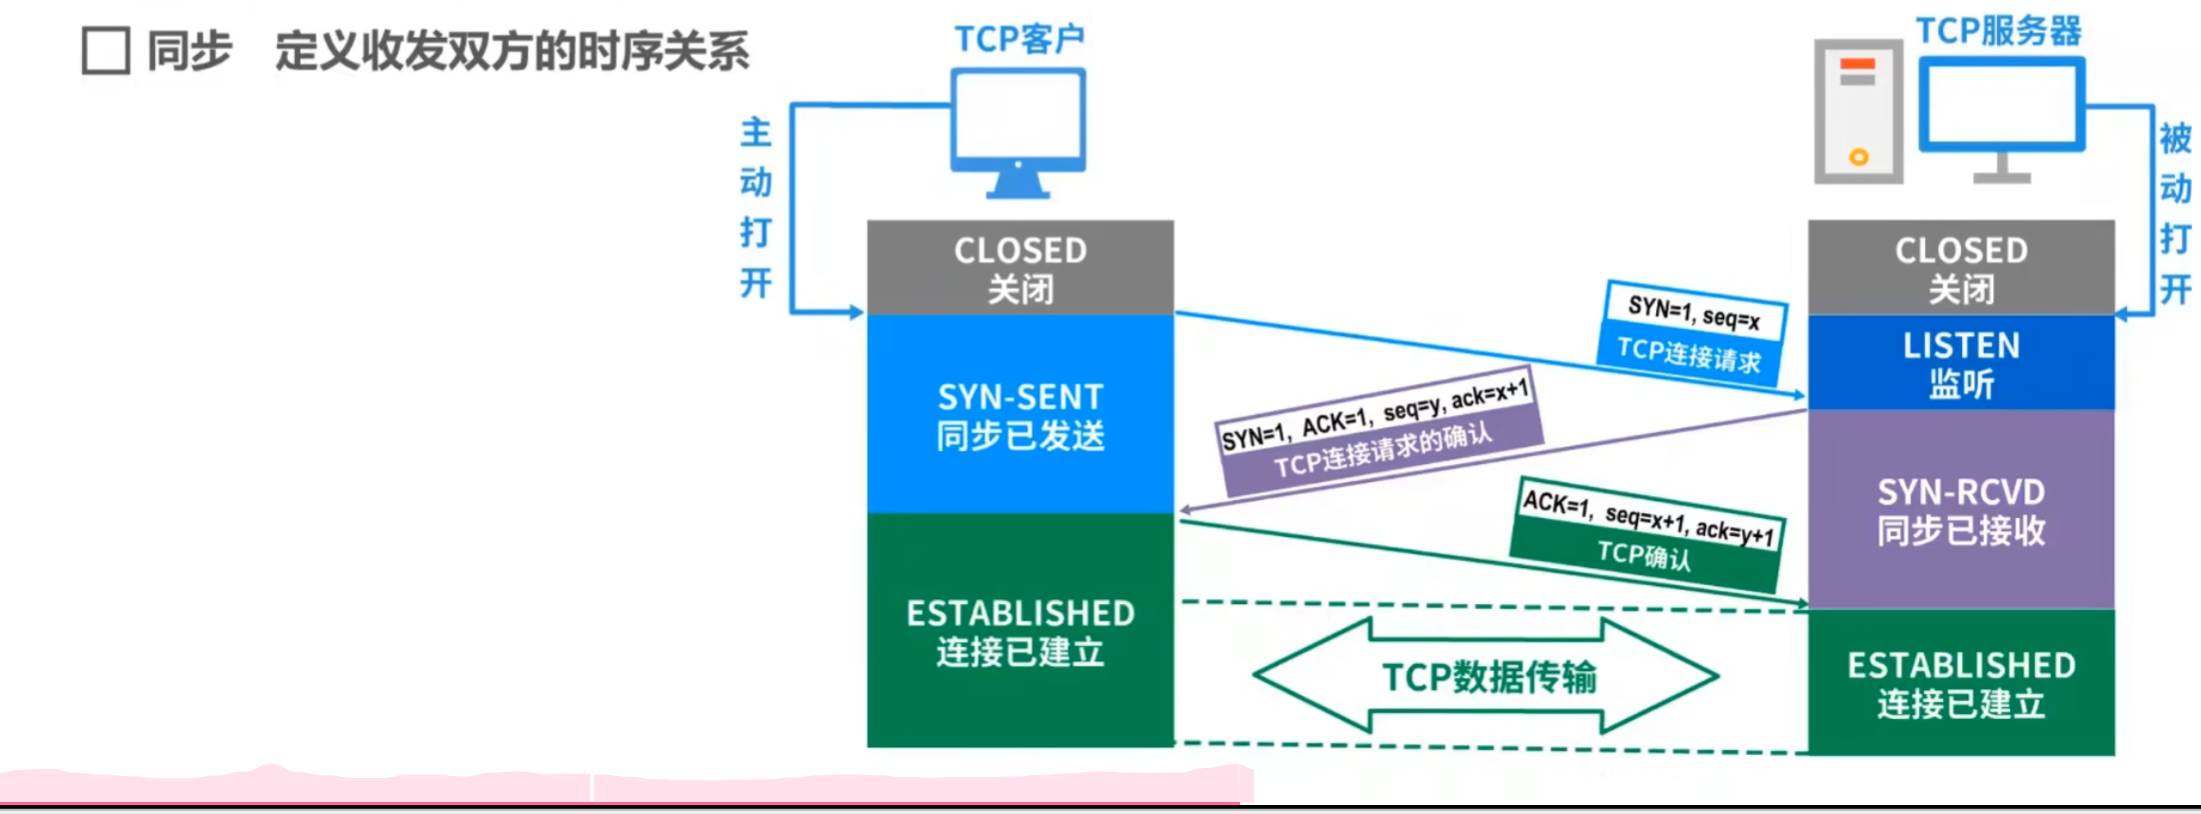 同步 定义收发双方的时序关系
TCP客户
TCP服务器
主动打开
被动打开
CLOSED
关闭
CLOSED
关闭
SYN=1, seq=x
TCP连接请求
LISTEN
监听
SYN-SENT
同步已发送
SYN=1, ACK=1, seq=y, ack=x+1
TCP连接请求的确认
SYN-RCVD
同步已接收
ACK=1, seq=x+1, ack=y+1
TCP确认
ESTABLISHED
连接已建立
TCP数据传输
ESTABLISHED
连接已建立